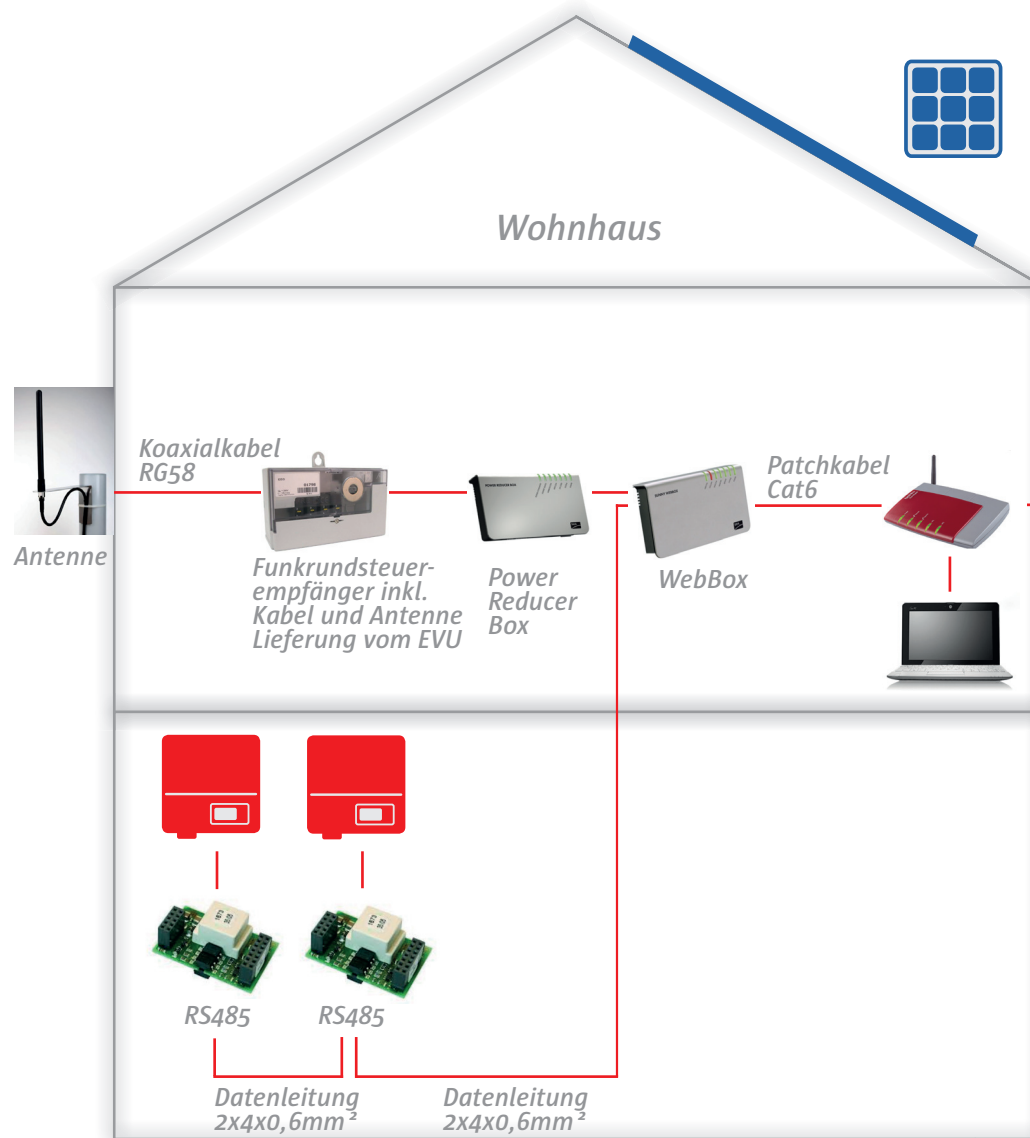 Wohnhaus
Koaxialkabel
RG58
Patchkabel
Cat6
Antenne
Funkrundsteuer-
empfänger inkl.
Kabel und Antenne
Lieferung vom EVU
Power
Reducer
Box
WebBox
RS485
RS485
Datenleitung
2x4x0,6mm²
Datenleitung
2x4x0,6mm²